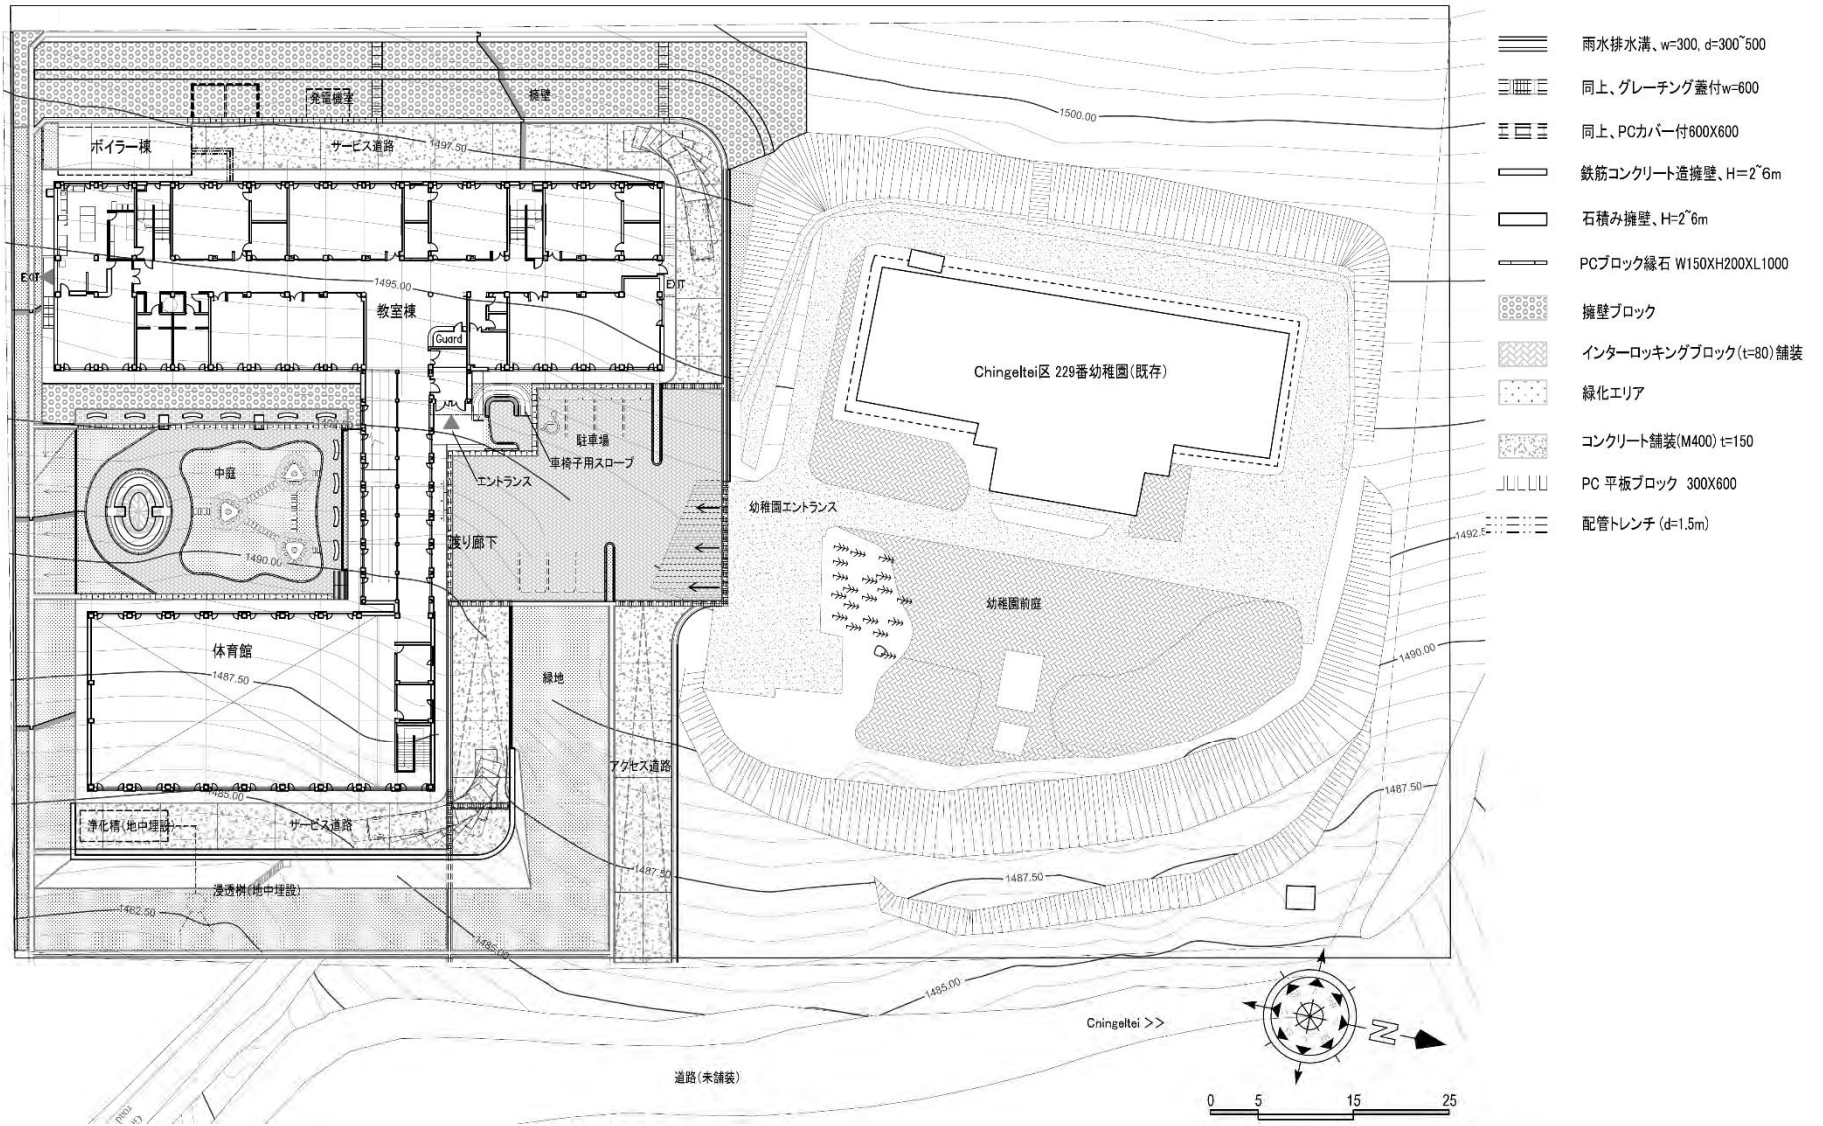 雨水排水溝、w=300, d=300~500
同上、グレーチング蓋付w=600
同上、PCカバー付600X600
鉄筋コンクリート造擁壁、H=2~6m
石積み擁壁、H=2~6m
PCブロック縁石 W150XH200XL1000
擁壁ブロック
インターロッキングブロック(t=80)舗装
緑化エリア
コンクリート舗装(M400) t=150
PC 平板ブロック 300X600
配管トレンチ(d=1.5m)
発電機室
擁壁
1500.00
ボイラー棟
サービス道路
1497.50
EXIT
1495.00
EXIT
教室棟
Guard
Chingeltei区 229番幼稚園(既存)
駐車場
車椅子用スロープ
中庭
エントランス
幼稚園エントランス
渡り廊下
1492.5
1490.00
幼稚園前庭
体育館
1487.50
緑地
1490.00
アクセス道路
1485.00
1487.50
浄化槽(地中埋設)
サービス道路
1487.50
1487.50
浸透桝(地中埋設)
1482.50
1485.00
1485.00
Cningeltei >>
N
道路(未舗装)
0 5 15 25